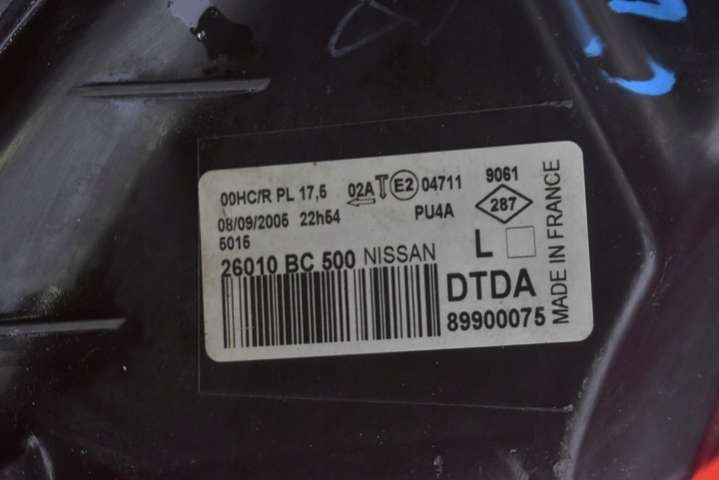 00HC/R PL 17,5 02A E2 04711 9061
08/09/2005 22h54 PU4A 287
5015
26010 BC 500 NISSAN L
DTDA
89900075
MADE IN FRANCE